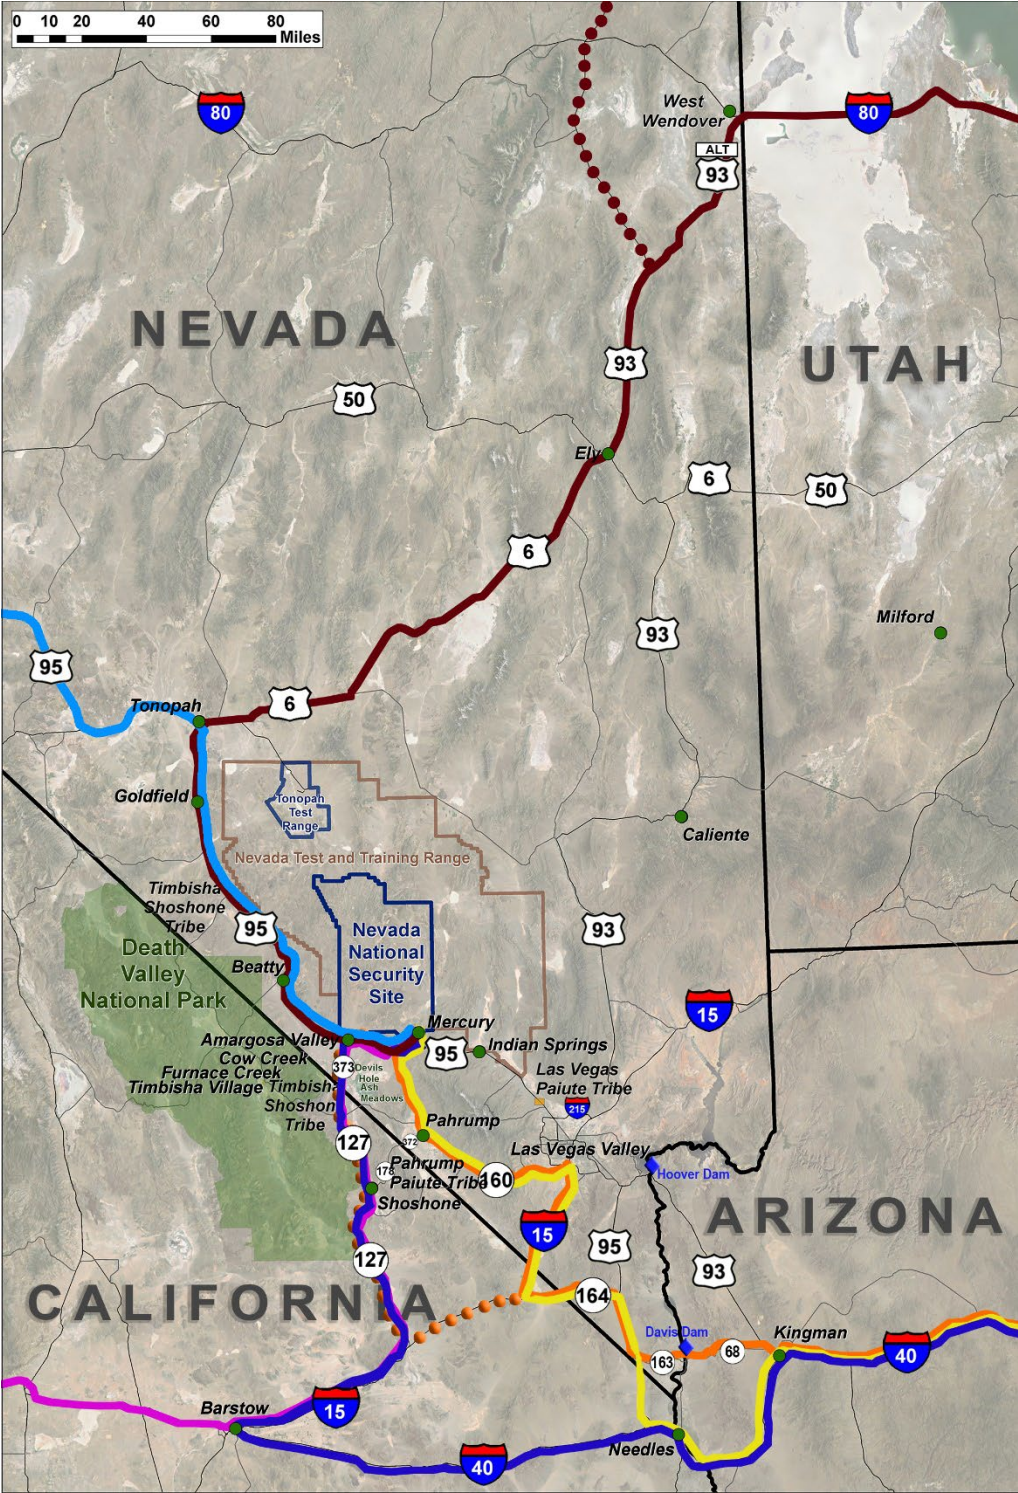 0 10 20 40 60 80
Miles
80
West
Wendover
80
ALT
93
NEVADA
93
UTAH
50
Ely
6
50
6
Milford
93
95
Tonopah
6
Goldfield
Tonopah
Test
Range
Caliente
Nevada Test and Training Range
Timbisha
Shoshone
Tribe
95
Nevada
National
Security
Site
93
Death
Valley
National Park
Beatty
15
Mercury
Amargosa Valley
95
Indian Springs
Cow Creek
Furnace Creek
Timbisha Village
373
Devils
Hole
Ash
Meadows
Las Vegas
Paiute Tribe
Timbisha
Shoshon
Tribe
215
Pahrump
127
372
Las Vegas Valley
Pahrump
Paiute Tribe
178
160
Hoover Dam
Shoshone
ARIZONA
15
95
127
93
CALIFORNIA
164
Davis Dam
Kingman
163
68
40
Barstow
15
Needles
40